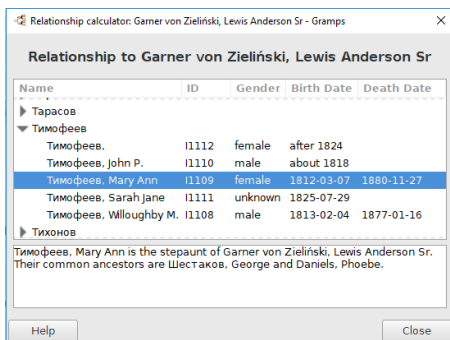 Relationship calculator: Garner von Zieliński, Lewis Anderson Sr - Gramps
Relationship to Garner von Zieliński, Lewis Anderson Sr
Name ID Gender Birth Date Death Date
Тарасов
Тимофеев
Тимофеев, I1112 female after 1824
Тимофеев, John P. I1110 male about 1818
Тимофеев, Mary Ann I1109 female 1812-03-07 1880-11-27
Тимофеев, Sarah Jane I1111 unknown 1825-07-29
Тимофеев, Willoughby M. I1108 male 1813-02-04 1877-01-16
Тихонов
Тимофеев, Mary Ann is the stepaunt of Garner von Zieliński, Lewis Anderson Sr.
Their common ancestors are Шестаков, George and Daniels, Phoebe.
Help Close